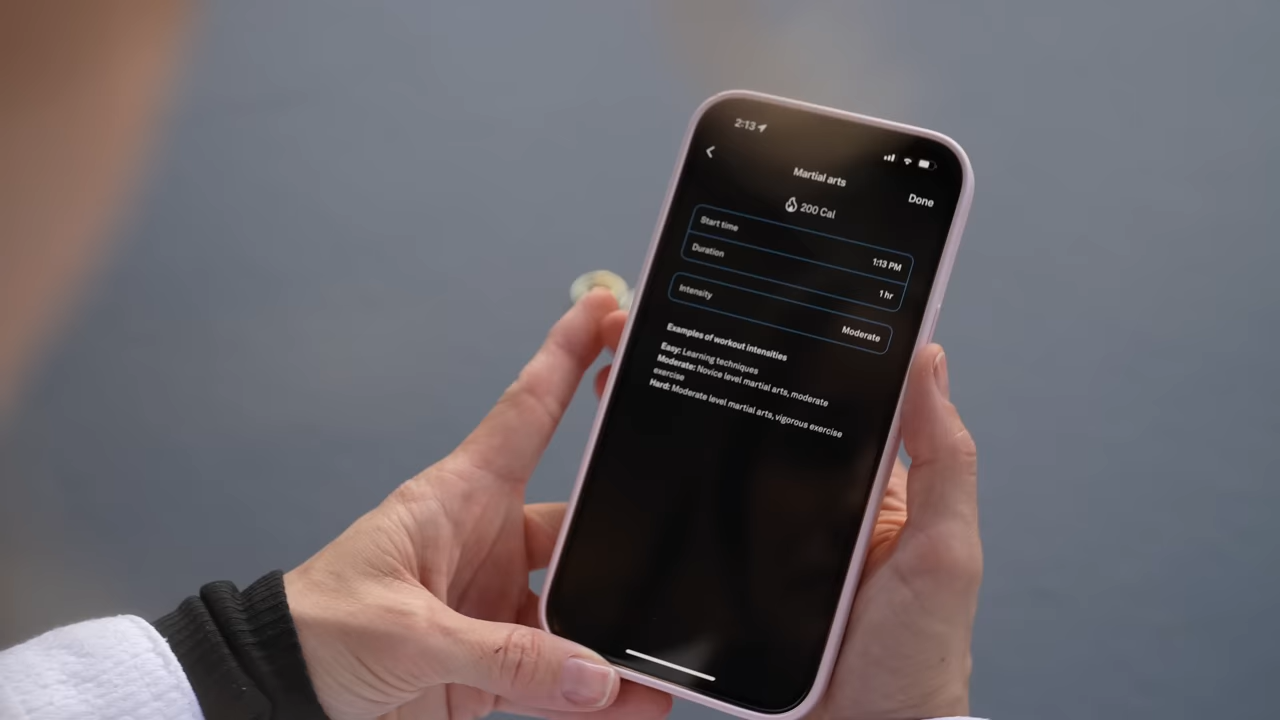 2:13
Martial arts
Done
200 Cal
Start time
1:13 PM
Duration
1 hr
Intensity
Moderate
Examples of workout intensities
Easy: Learning techniques
Moderate: Novice level martial arts, moderate
exercise
Hard: Moderate level martial arts, vigorous exercise